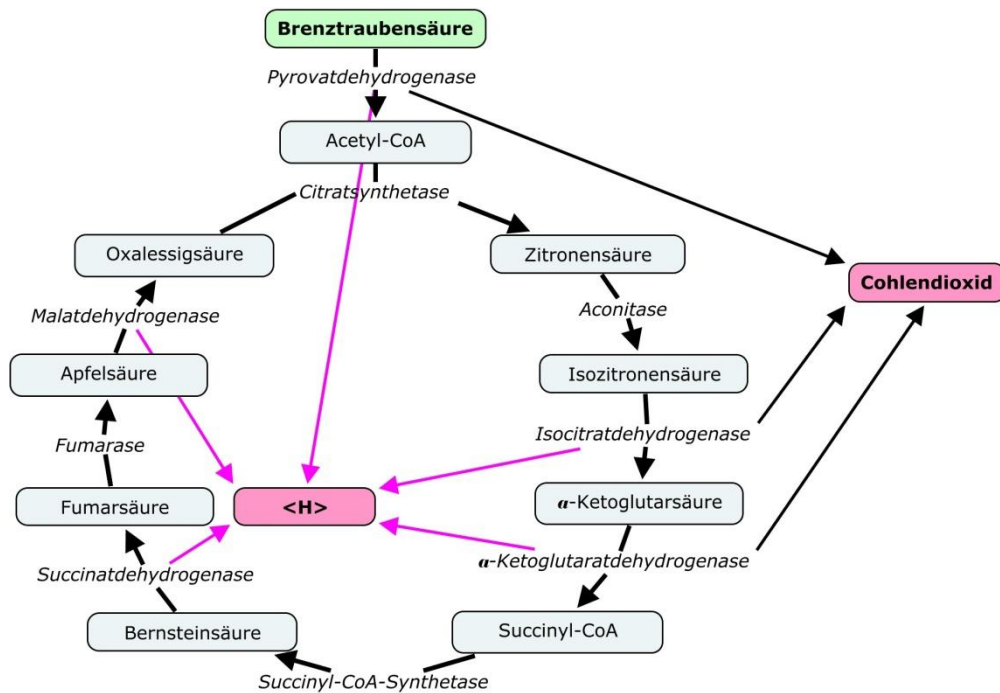 Brenztraubensäure
Pyrovatdehydrogenase
Acetyl-CoA
Citratsynthetase
Oxalessigsäure
Zitronensäure
Cohlendioxid
Malatdehydrogenase
Aconitase
Apfelsäure
Isozitronensäure
Fumarase
Isocitratdehydrogenase
Fumarsäure
<H>
α-Ketoglutarsäure
Succinatdehydrogenase
α-Ketoglutaratdehydrogenase
Bernsteinsäure
Succinyl-CoA
Succinyl-CoA-Synthetase